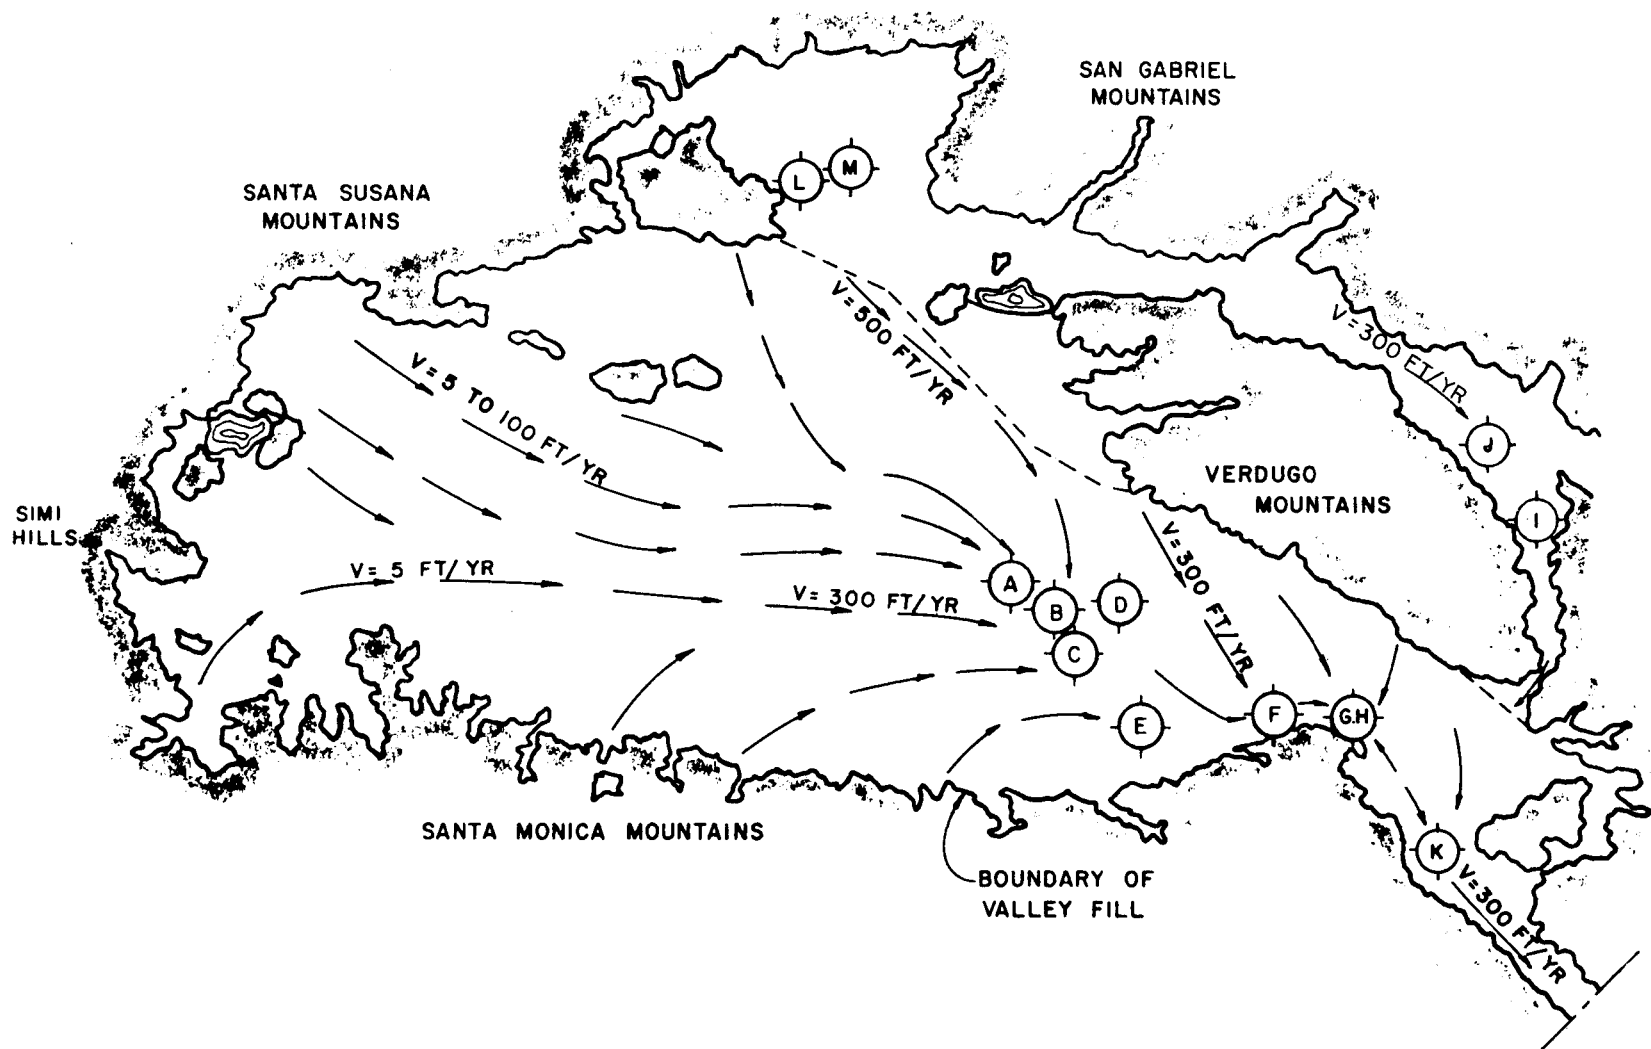 SAN GABRIEL
MOUNTAINS
L
M
SANTA SUSANA
MOUNTAINS
V=500 FT/YR
V=300 FT/YR
V=5 TO 100 FT/YR
J
VERDUGO
MOUNTAINS
SIMI
HILLS
I
V=300 FT/YR
V= 5 FT/YR
V=300 FT/YR
A
B
D
C
F
G.H
E
SANTA MONICA MOUNTAINS
K
BOUNDARY OF
VALLEY FILL
V=300 FT/YR